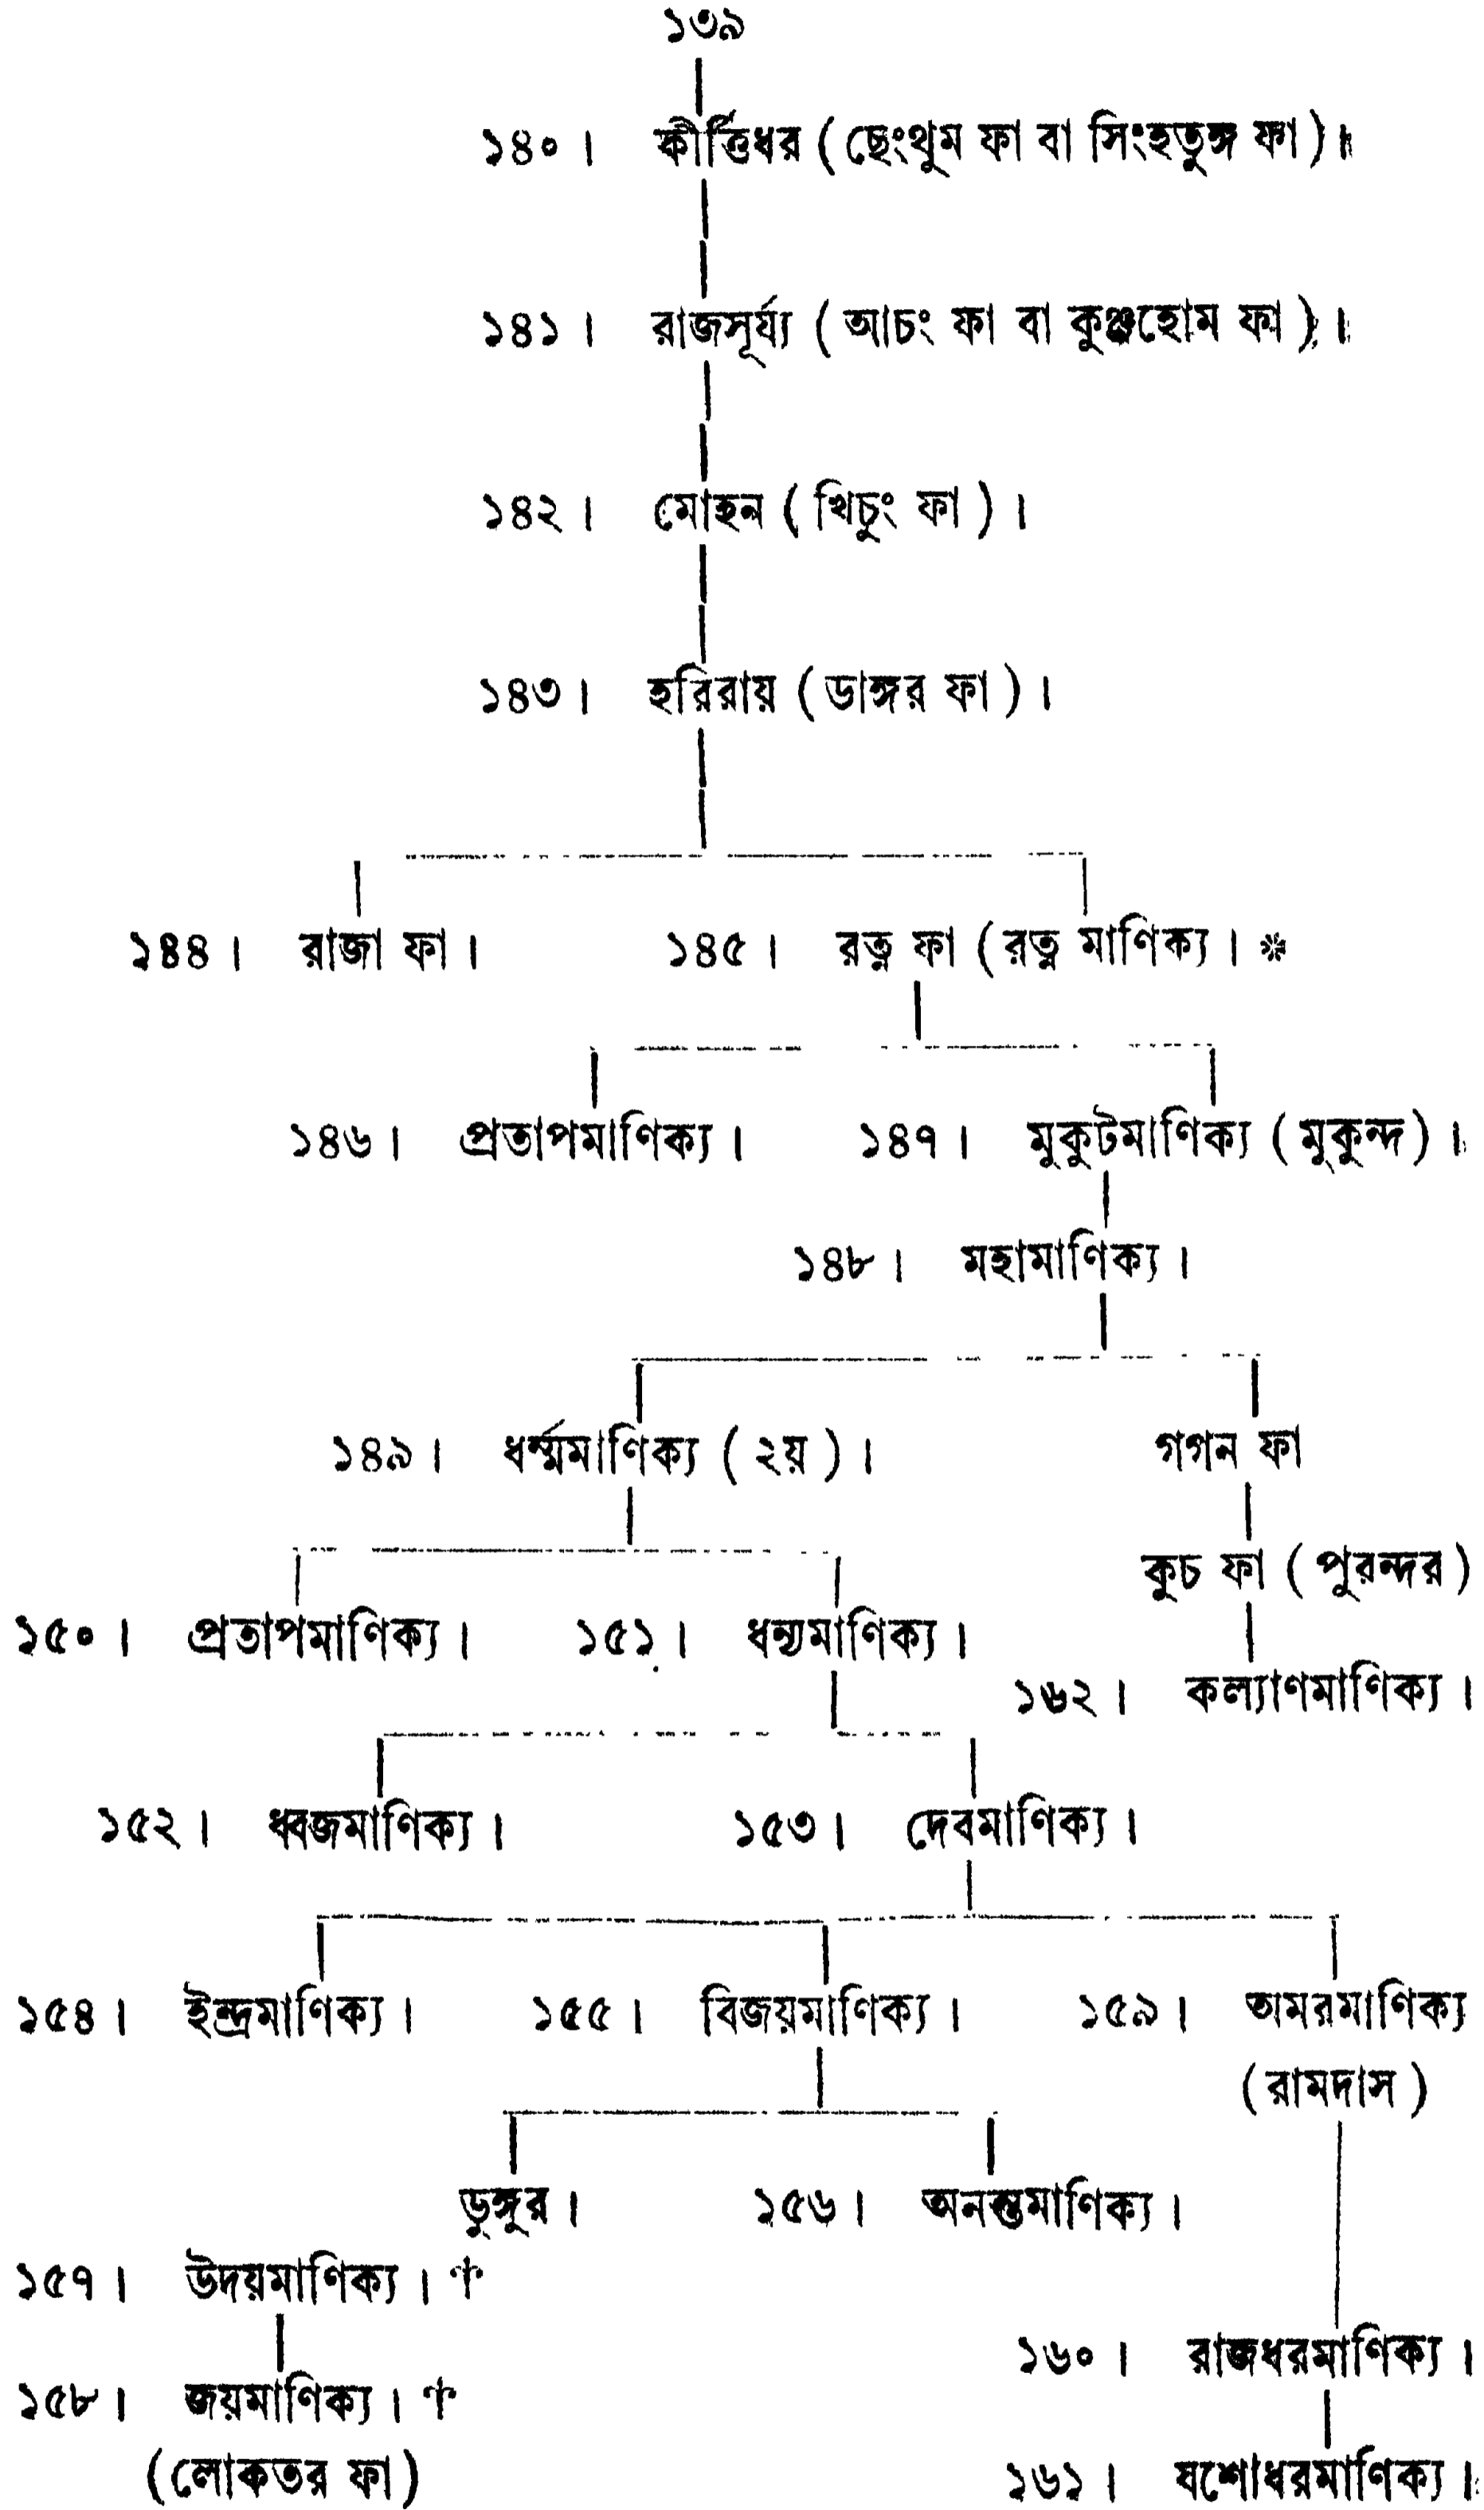 ১৩৯
১৪০। কীর্ত্তিধর (ছেংথুম ফা বা সিংহতুঙ্গ ফা)।
১৪১। রাজসূর্য্য (আচং ফা বা কুঞ্জহোম ফা)।
১৪২। মোহন (খিচুং ফা)।
১৪৩। হরিরায় (ডাঙ্গর ফা)।
১৪৪। রাজা ফা। ১৪৫। রত্ন ফা (রত্ন মাণিক্য। *
১৪৬। প্রতাপমাণিক্য। ১৪৭। মুকুটমাণিক্য (মুকুন্দ)।
১৪৮। মহামাণিক্য।
১৪৯। ধর্ম্মমাণিক্য (২য়)। গগন ফা
কুচ ফা (পুরন্দর)
১৫০। প্রতাপমাণিক্য। ১৫১। ধন্যমাণিক্য।
১৬২। কল্যাণমাণিক্য।
১৫২। ধ্বজমাণিক্য। ১৫৩। দেবমাণিক্য।
১৫৪। ইন্দ্রমাণিক্য। ১৫৫। বিজয়মাণিক্য। ১৫৯। অমরমাণিক্য
(রামদাস)
ডুঙ্গুর। ১৫৬। অনন্তমাণিক্য।
১৫৭। উদয়মাণিক্য। †
১৬০। রাজধরমাণিক্য।
১৫৮। জয়মাণিক্য। †
(লোকতর ফা)
১৬১। যশোধরমাণিক্য।